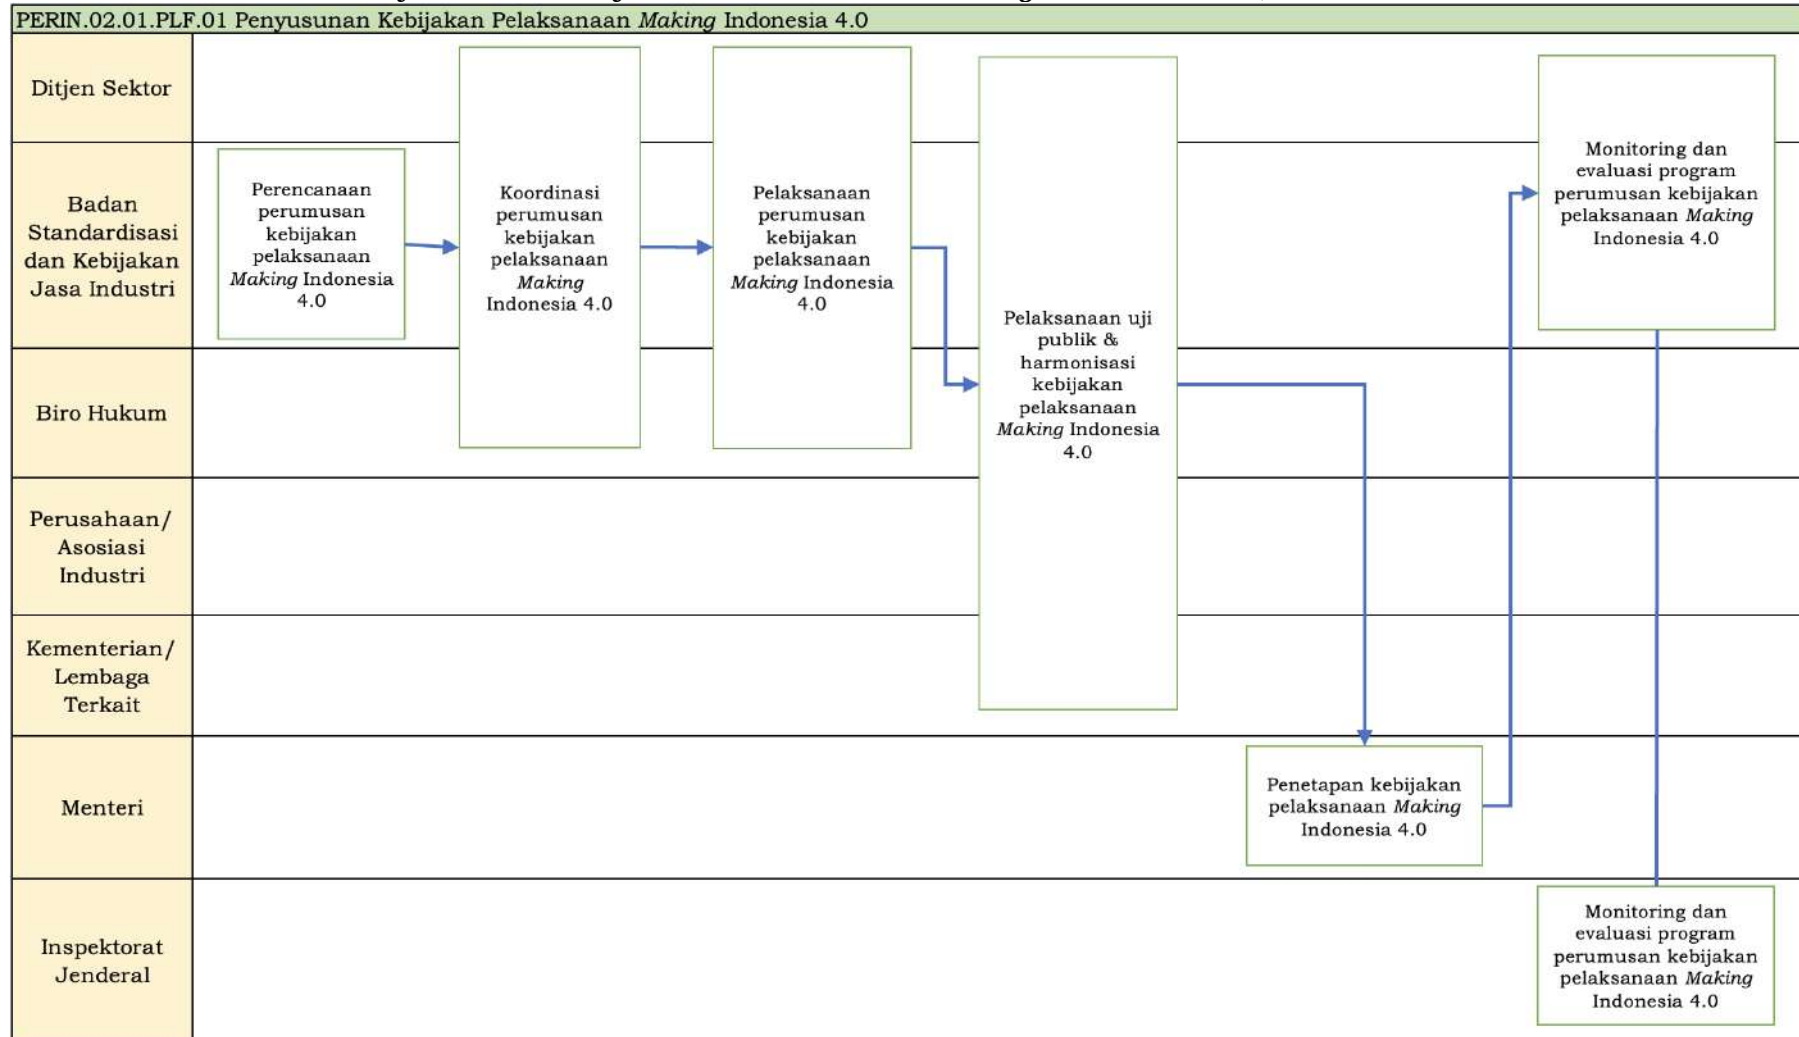 PERIN.02.01.PLF.01 Penyusunan Kebijakan Pelaksanaan Making Indonesia 4.0
Ditjen Sektor
Badan
Standardisasi
dan Kebijakan
Jasa Industri
Biro Hukum
Perusahaan/
Asosiasi
Industri
Kementerian/
Lembaga
Terkait
Menteri
Inspektorat
Jenderal
Perencanaan
perumusan
kebijakan
pelaksanaan
Making Indonesia
4.0
Koordinasi
perumusan
kebijakan
pelaksanaan
Making
Indonesia 4.0
Pelaksanaan
perumusan
kebijakan
pelaksanaan
Making Indonesia
4.0
Pelaksanaan uji
publik &
harmonisasi
kebijakan
pelaksanaan
Making Indonesia
4.0
Penetapan kebijakan
pelaksanaan Making
Indonesia 4.0
Monitoring dan
evaluasi program
perumusan kebijakan
pelaksanaan Making
Indonesia 4.0
Monitoring dan
evaluasi program
perumusan kebijakan
pelaksanaan Making
Indonesia 4.0